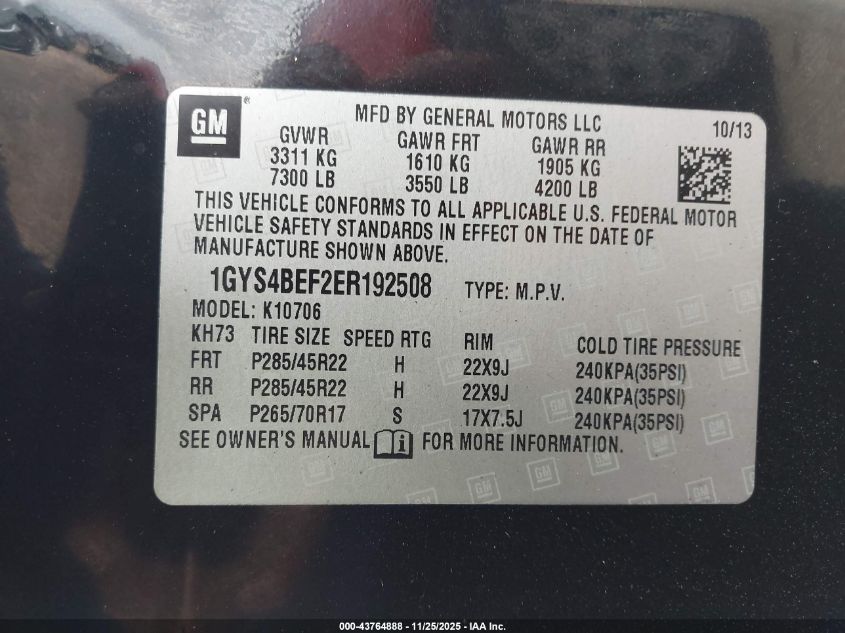 GM ® MFD BY GENERAL MOTORS LLC 10/13
GVWR GAWR FRT GAWR RR
3311 KG 1610 KG 1905 KG
7300 LB 3550 LB 4200 LB
THIS VEHICLE CONFORMS TO ALL APPLICABLE U.S. FEDERAL MOTOR
VEHICLE SAFETY STANDARDS IN EFFECT ON THE DATE OF
MANUFACTURE SHOWN ABOVE.
1GYS4BEF2ER192508 TYPE: M.P.V.
MODEL: K10706
KH73 TIRE SIZE SPEED RTG RIM COLD TIRE PRESSURE
FRT P285/45R22 H 22X9J 240KPA(35PSI)
RR P285/45R22 H 22X9J 240KPA(35PSI)
SPA P265/70R17 S 17X7.5J 240KPA(35PSI)
SEE OWNER'S MANUAL i FOR MORE INFORMATION.
000-43764888 - 11/25/2025 - IAA Inc.